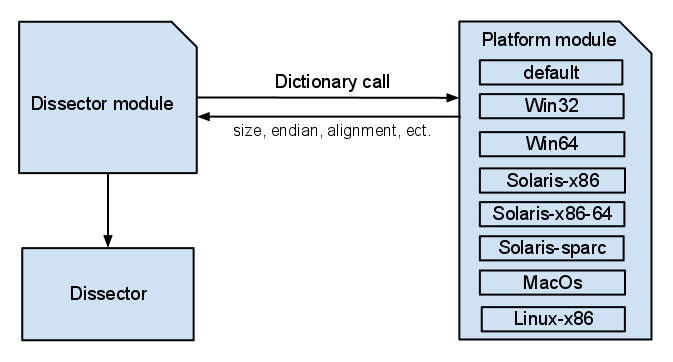 Platform module
default
Dictionary call
Dissector module
Win32
size, endian, alignment, ect.
Win64
Solaris-x86
Solaris-x86-64
Solaris-sparc
MacOs
Dissector
Linux-x86